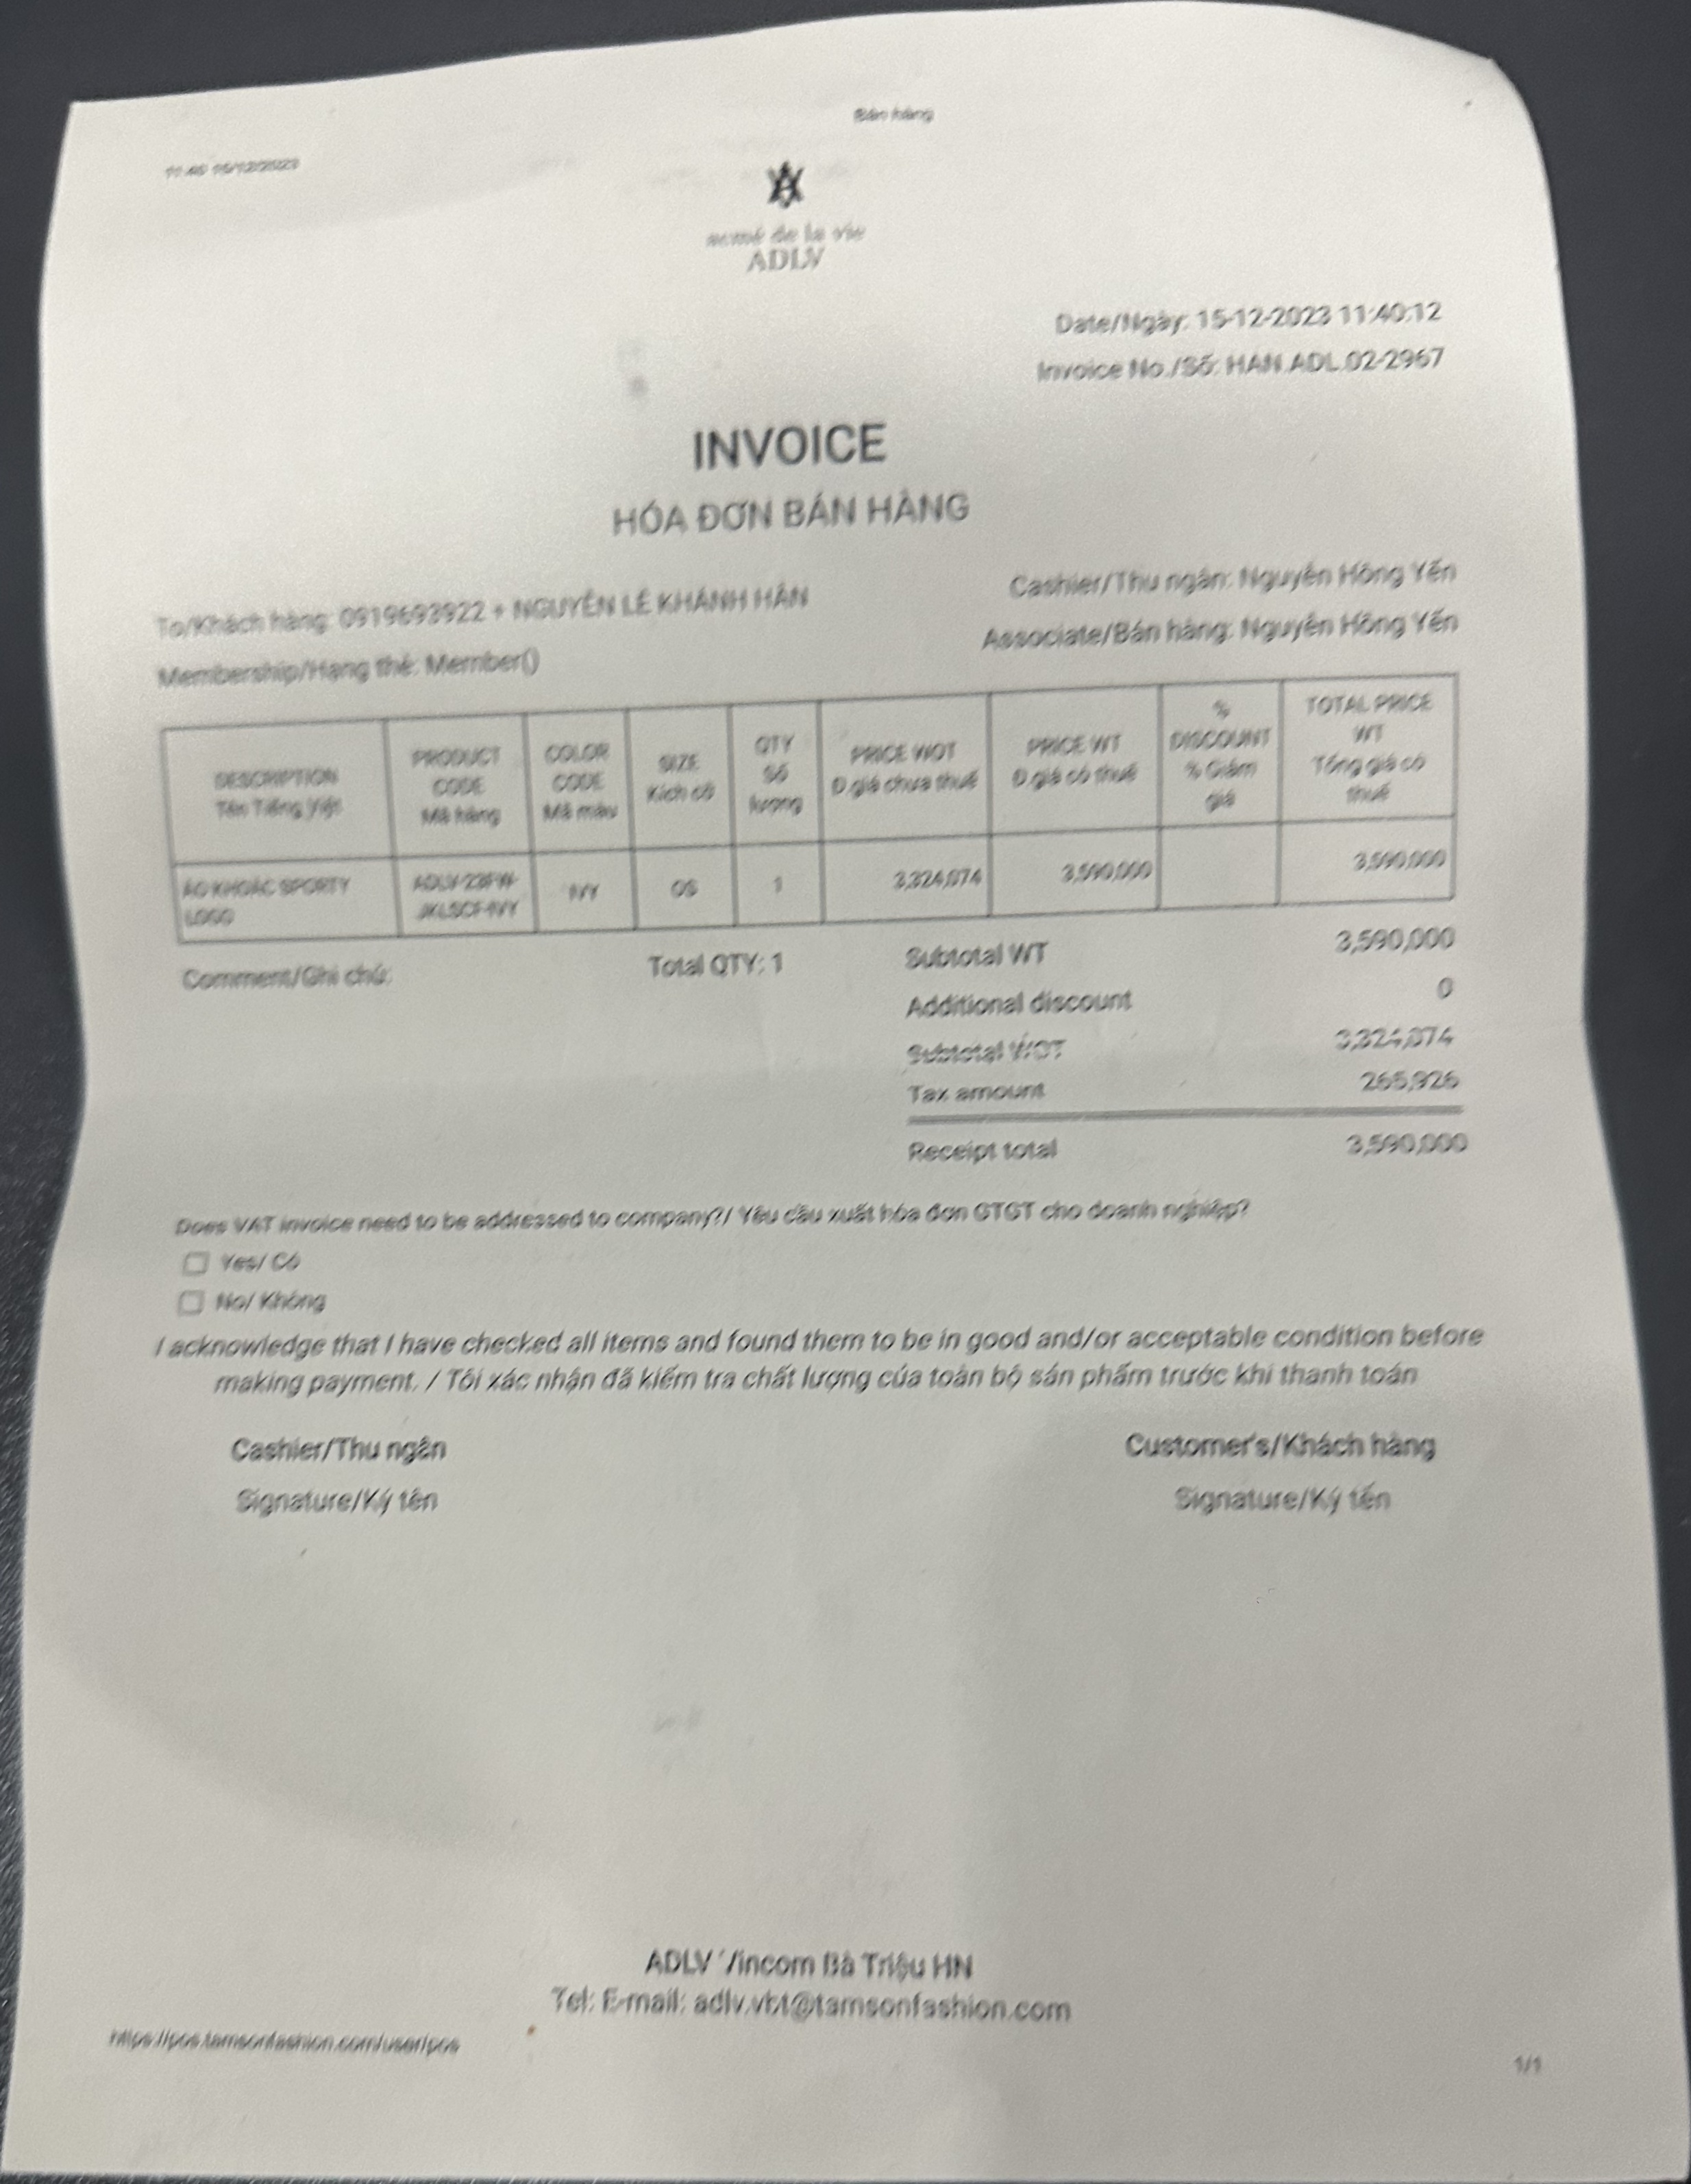 Bán hàng
11:40 15/12/2023
acmé de la vie
ADLV
Date/Ngày: 15-12-2023 11:40:12
Invoice No./Số: HAN.ADL.02-2967
INVOICE
HÓA ĐƠN BÁN HÀNG
To/Khách hàng: 0919693922 + NGUYỄN LÊ KHÁNH HÂN
Cashier/Thu ngân: Nguyễn Hồng Yến
Associate/Bán hàng: Nguyễn Hồng Yến
Membership/Hạng thẻ: Member()
DESCRIPTION
Tên Tiếng Việt
PRODUCT
CODE
Mã hàng
COLOR
CODE
Mã màu
SIZE
Kích cỡ
QTY
Số
lượng
PRICE WOT
Đ.giá chưa thuế
PRICE WT
Đ.giá có thuế
%
DISCOUNT
% Giảm
giá
TOTAL PRICE
WT
Tổng giá có
thuế
ÁO KHOÁC SPORTY
LOGO
IVY
OS
1
3,324,074
3,590,000
3,590,000
Comment/Ghi chú:
Total QTY: 1
Subtotal WT 3,590,000
Additional discount 0
Subtotal WOT 3,324,074
Tax amount 265,926
Receipt total 3,590,000
Does VAT invoice need to be addressed to company?/ Yêu cầu xuất hóa đơn GTGT cho doanh nghiệp?
Yes/ Có
No/ Không
I acknowledge that I have checked all items and found them to be in good and/or acceptable condition before
making payment. / Tôi xác nhận đã kiểm tra chất lượng của toàn bộ sản phẩm trước khi thanh toán
Cashier/Thu ngân
Signature/Ký tên
Customer's/Khách hàng
Signature/Ký tên
ADLV Vincom Bà Triệu HN
Tel: E-mail: adlv.vbt@tamsonfashion.com
https://pos.tamsonfashion.com/user/pos
1/1